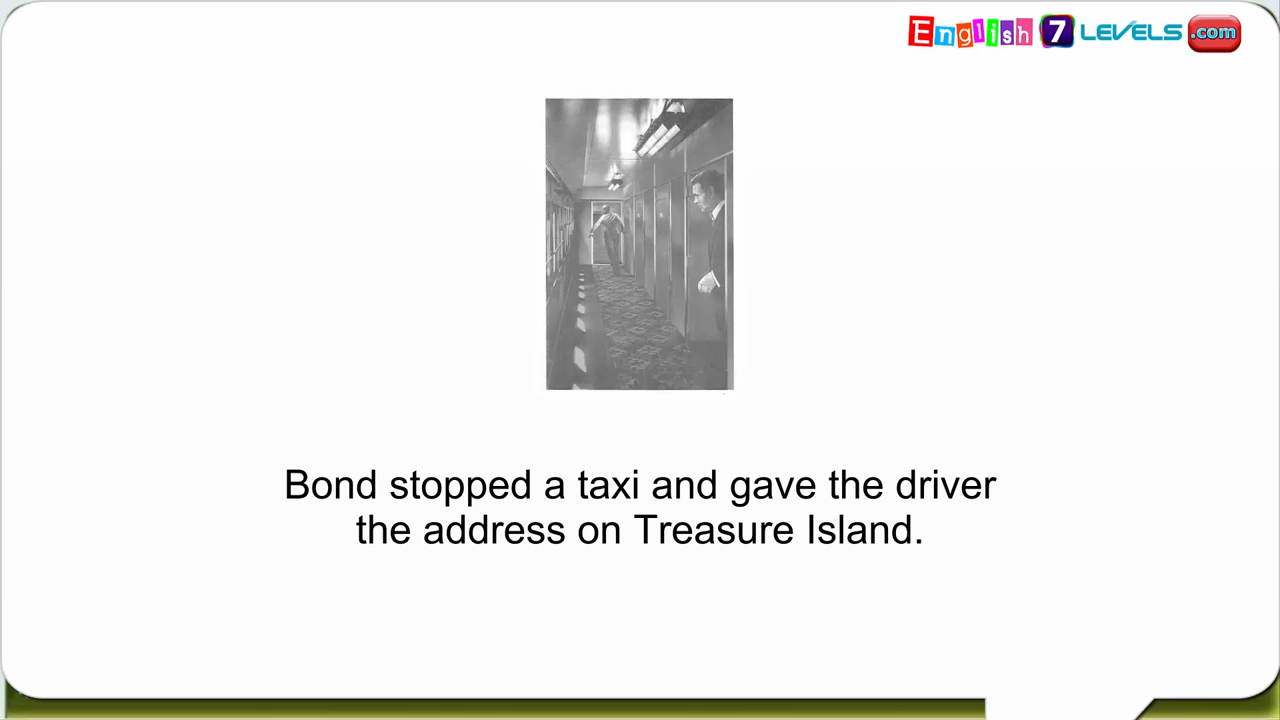 English 7 LEVELS .com
Bond stopped a taxi and gave the driver
the address on Treasure Island.